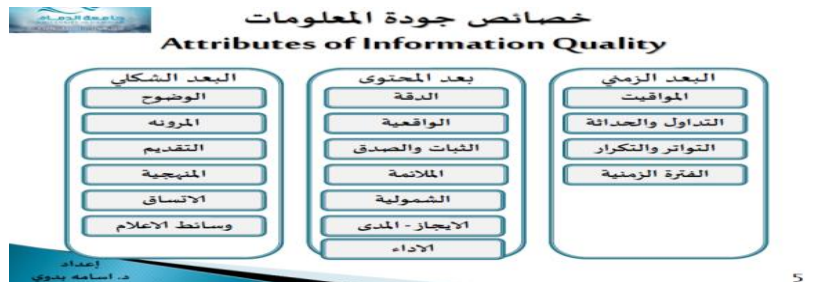 خصائص جودة المعلومات
Attributes of Information Quality
البعد الزمني
المواقيت
التداول والحداثة
التواتر والتكرار
الفترة الزمنية
بعد المحتوى
الدقة
الواقعية
الثبات والصدق
الملائمة
الشمولية
الايجاز - المدى
الاداء
البعد الشكلي
الوضوح
المرونه
التقديم
المنهجية
الاتساق
وسائط الاعلام
إعداد
د. اسامه بدوي
5